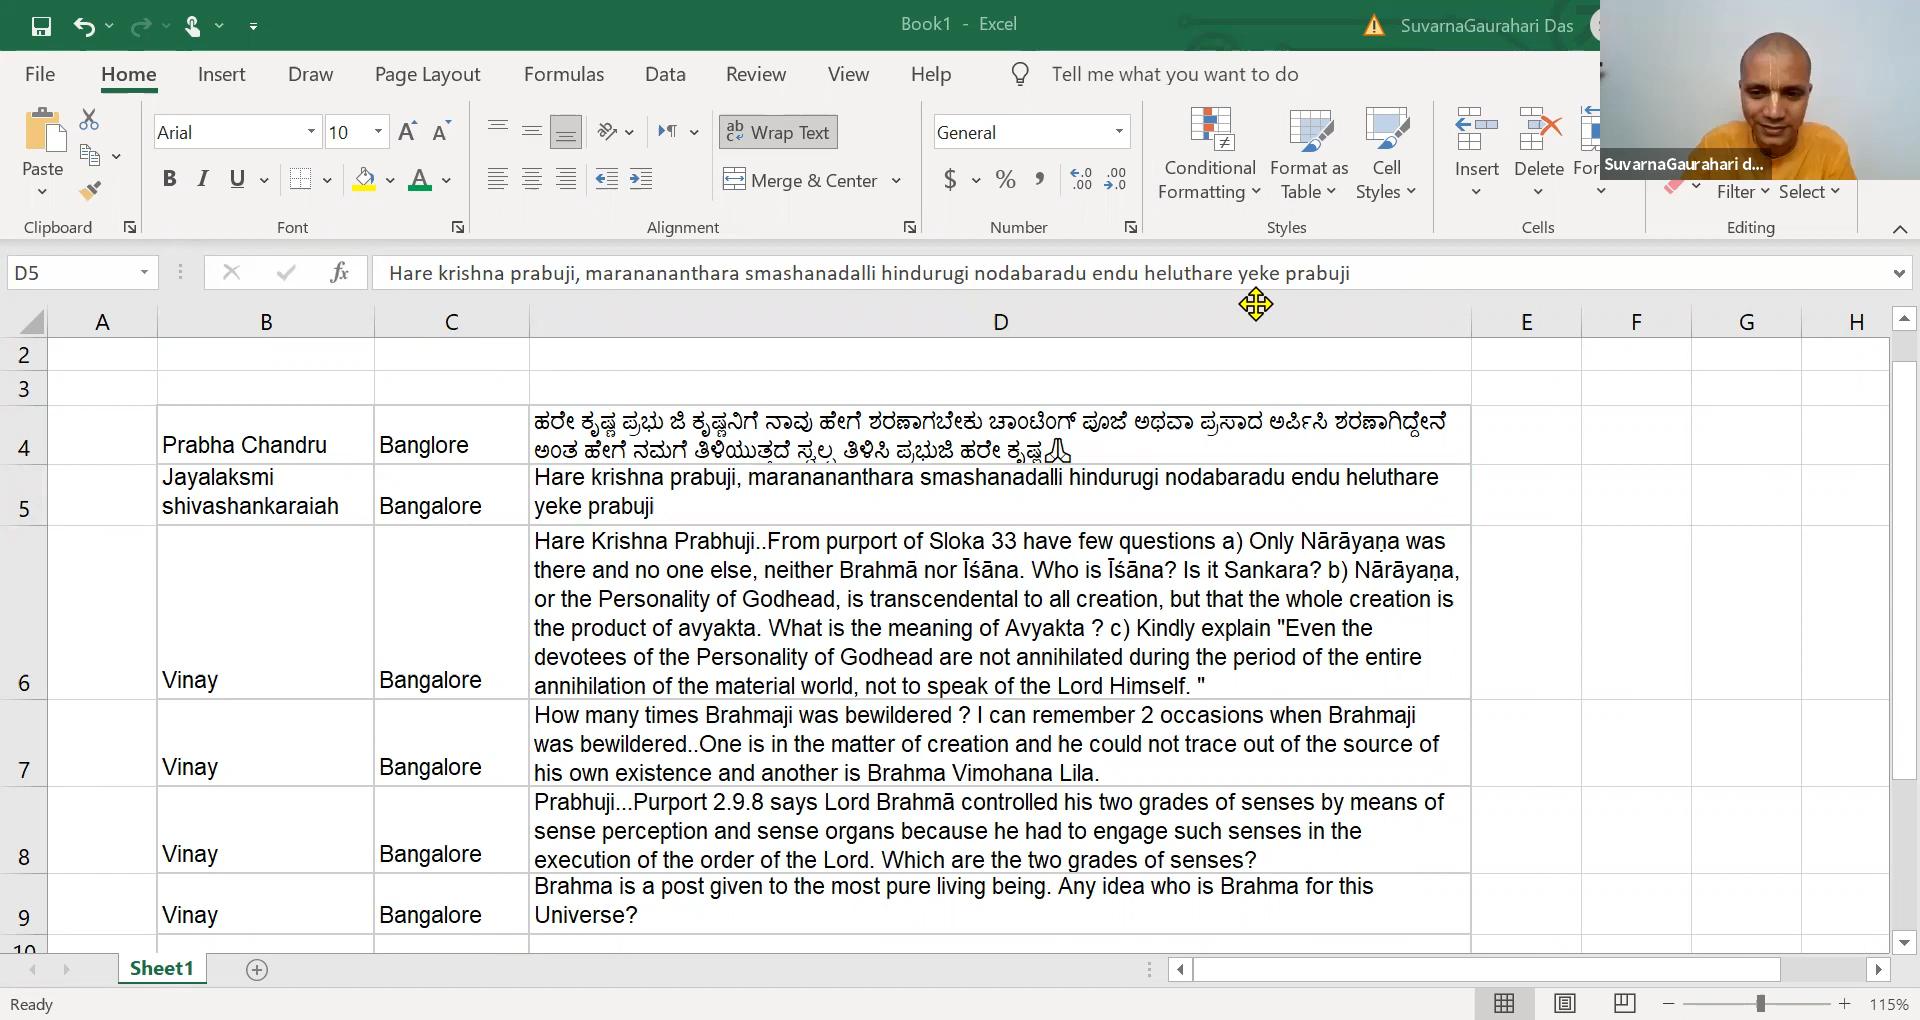 Book1 - Excel
SuvarnaGaurahari Das
File Home Insert Draw Page Layout Formulas Data Review View Help Tell me what you want to do
Paste
Clipboard
Arial 10
B I U
Font
Wrap Text
Merge & Center
Alignment
General
$ % ,
Number
Conditional Formatting
Format as Table
Cell Styles
Styles
Insert Delete
Cells
SuvarnaGaurahari d...
Filter Select
Editing
D5
fx
Hare krishna prabuji, maranananthara smashanadalli hindurugi nodabaradu endu heluthare yeke prabuji
A B C D E F G H
2
3
4 Prabha Chandru Banglore
ಹರೇ ಕೃಷ್ಣ ಪ್ರಭು ಜಿ ಕೃಷ್ಣನಿಗೆ ನಾವು ಹೇಗೆ ಶರಣಾಗಬೇಕು ಚಾಂಟಿಂಗ್ ಪೂಜೆ ಅಥವಾ ಪ್ರಸಾದ ಅರ್ಪಿಸಿ ಶರಣಾಗಿದ್ದೇನೆ
ಅಂತ ಹೇಗೆ ನಮಗೆ ತಿಳಿಯುತ್ತದೆ ಸ್ವಲ್ಪ ತಿಳಿಸಿ ಪ್ರಭುಜಿ ಹರೇ ಕೃಷ್ಣ🙏
5 Jayalaksmi
shivashankaraiah Bangalore
Hare krishna prabuji, maranananthara smashanadalli hindurugi nodabaradu endu heluthare
yeke prabuji
6 Vinay Bangalore
Hare Krishna Prabhuji..From purport of Sloka 33 have few questions a) Only Nārāyaṇa was
there and no one else, neither Brahmā nor Īśāna. Who is Īśāna? Is it Sankara? b) Nārāyaṇa,
or the Personality of Godhead, is transcendental to all creation, but that the whole creation is
the product of avyakta. What is the meaning of Avyakta ? c) Kindly explain "Even the
devotees of the Personality of Godhead are not annihilated during the period of the entire
annihilation of the material world, not to speak of the Lord Himself. "
7 Vinay Bangalore
How many times Brahmaji was bewildered ? I can remember 2 occasions when Brahmaji
was bewildered..One is in the matter of creation and he could not trace out of the source of
his own existence and another is Brahma Vimohana Lila.
8 Vinay Bangalore
Prabhuji...Purport 2.9.8 says Lord Brahmā controlled his two grades of senses by means of
sense perception and sense organs because he had to engage such senses in the
execution of the order of the Lord. Which are the two grades of senses?
9 Vinay Bangalore
Brahma is a post given to the most pure living being. Any idea who is Brahma for this
Universe?
10
Sheet1
Ready
115%